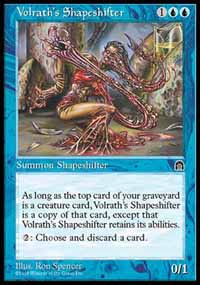 Volrath's Shapeshifter 1
Summon Shapeshifter
As long as the top card of your graveyard
is a creature card, Volrath's Shapeshifter
is a copy of that card, except that
Volrath's Shapeshifter retains its abilities.
2: Choose and discard a card.
Illus. Ron Spencer
0/1